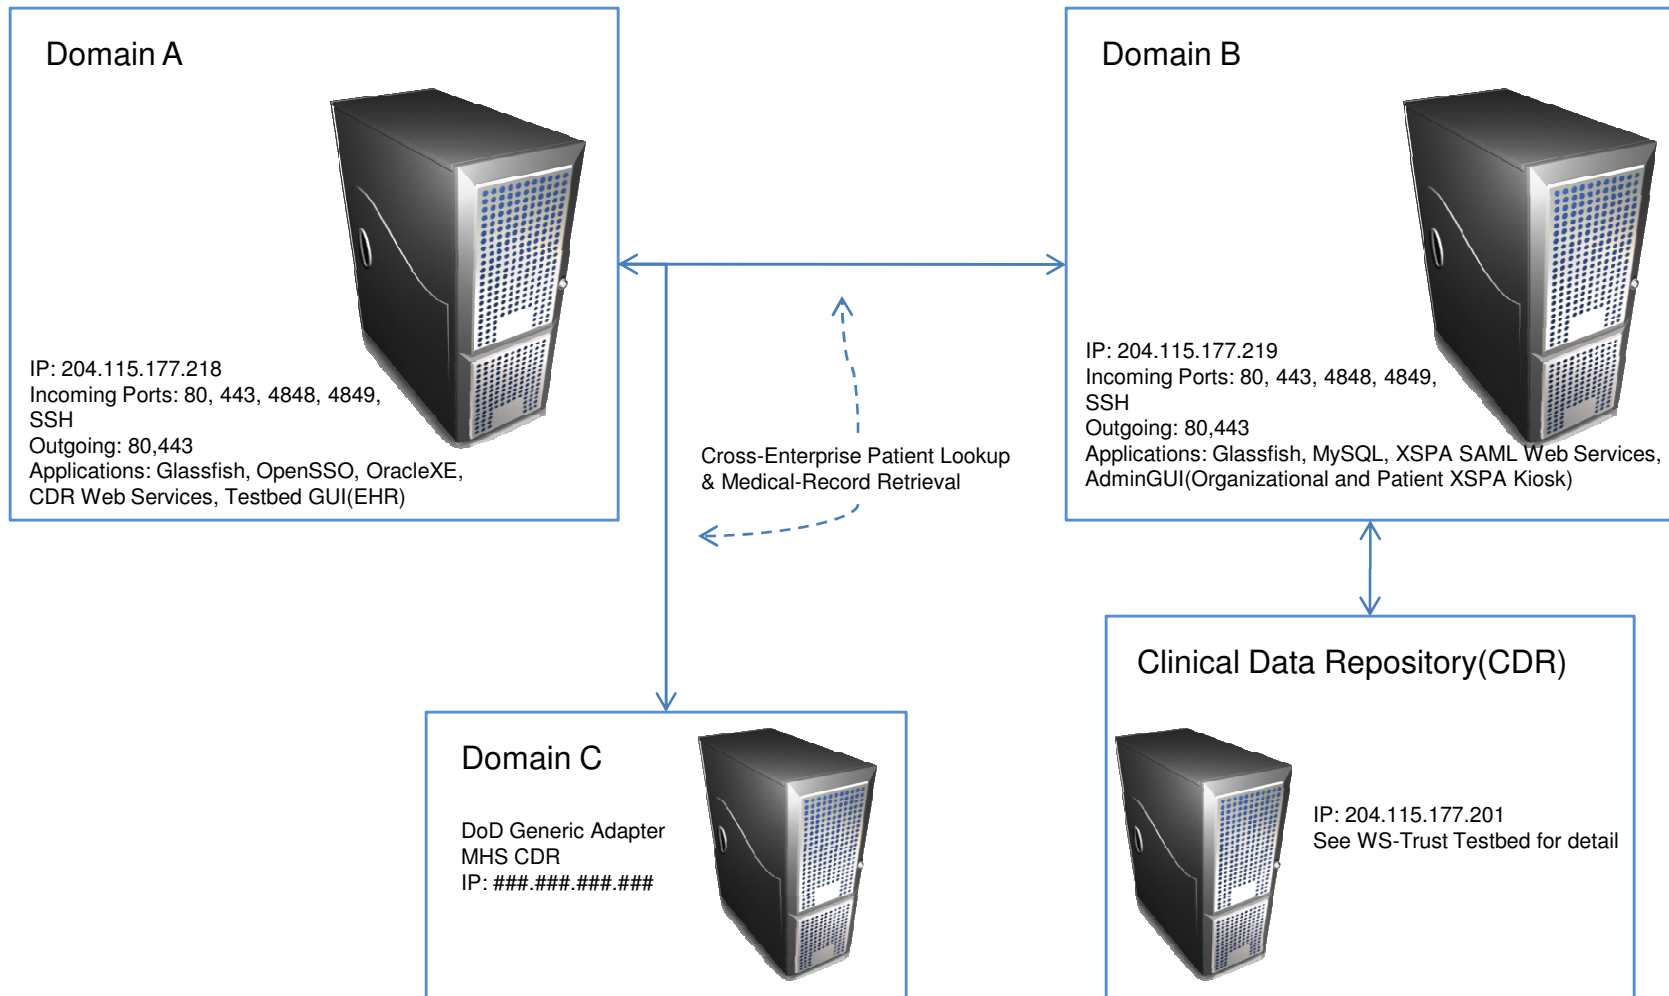 Domain A
IP: 204.115.177.218
Incoming Ports: 80, 443, 4848, 4849,
SSH
Outgoing: 80,443
Applications: Glassfish, OpenSSO, OracleXE,
CDR Web Services, Testbed GUI(EHR)
Domain B
IP: 204.115.177.219
Incoming Ports: 80, 443, 4848, 4849,
SSH
Outgoing: 80,443
Applications: Glassfish, MySQL, XSPA SAML Web Services,
AdminGUI(Organizational and Patient XSPA Kiosk)
Cross-Enterprise Patient Lookup
& Medical-Record Retrieval
Domain C
DoD Generic Adapter
MHS CDR
IP: ###.###.###.###
Clinical Data Repository(CDR)
IP: 204.115.177.201
See WS-Trust Testbed for detail